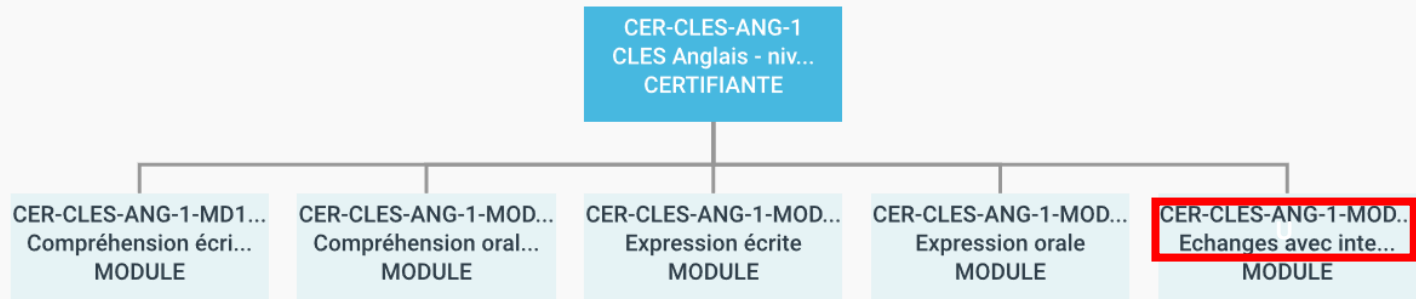 CER-CLES-ANG-1
CLES Anglais - niv...
CERTIFIANTE
CER-CLES-ANG-1-MD1...
Compréhension écri...
MODULE
CER-CLES-ANG-1-MOD...
Compréhension oral...
MODULE
CER-CLES-ANG-1-MOD...
Expression écrite
MODULE
CER-CLES-ANG-1-MOD...
Expression orale
MODULE
CER-CLES-ANG-1-MOD...
Echanges avec inte...
MODULE